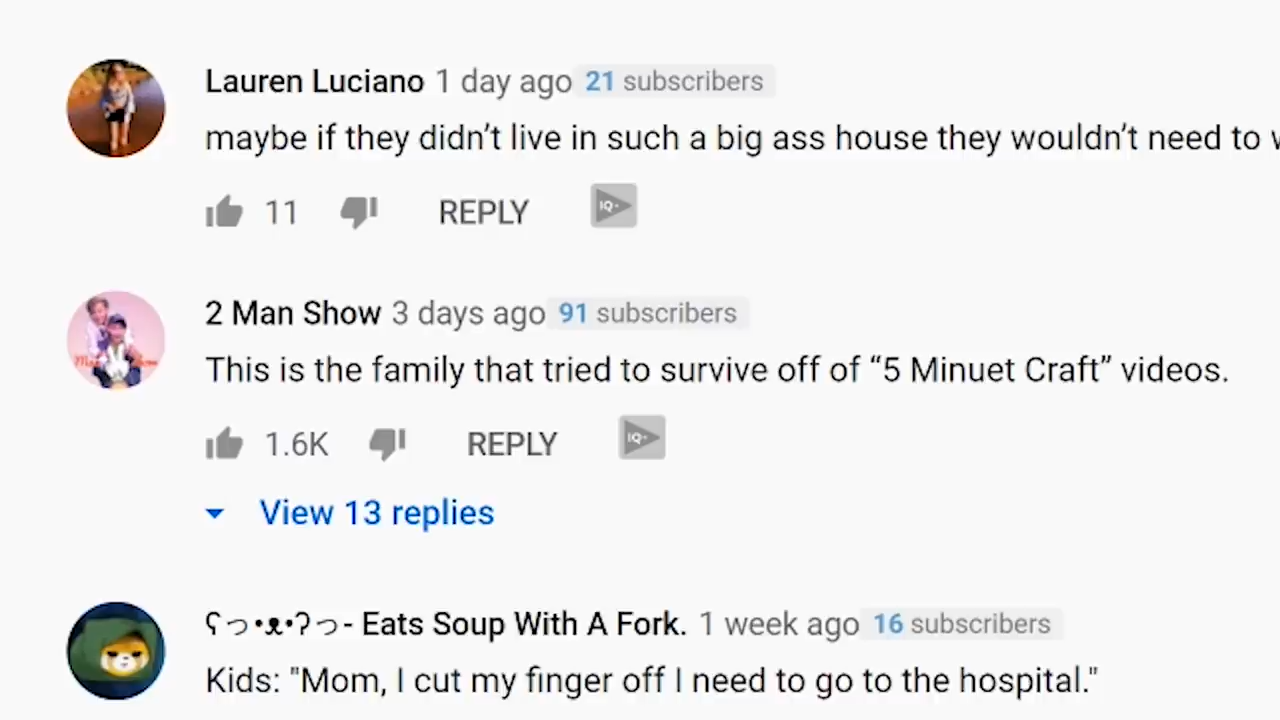 Lauren Luciano 1 day ago 21 subscribers
maybe if they didn’t live in such a big ass house they wouldn’t need to
11 REPLY IQ
2 Man Show 3 days ago 91 subscribers
This is the family that tried to survive off of “5 Minuet Craft” videos.
1.6K REPLY IQ
View 13 replies
ʕっ•ᴥ•ʔっ- Eats Soup With A Fork. 1 week ago 16 subscribers
Kids: "Mom, I cut my finger off I need to go to the hospital."